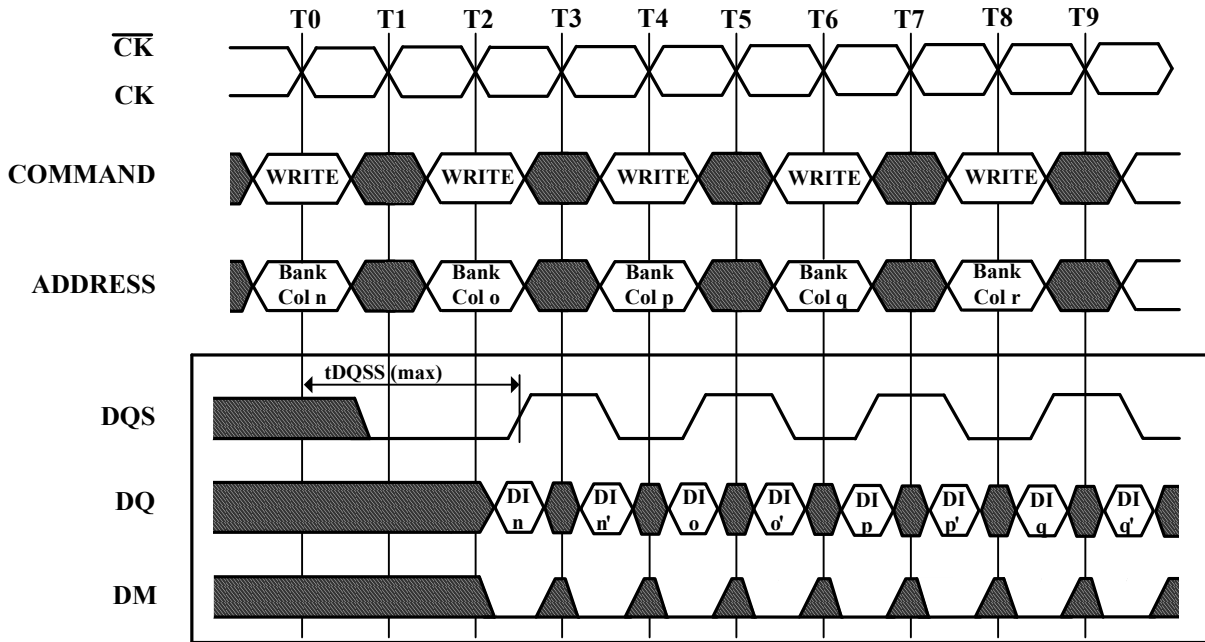 T0 T1 T2 T3 T4 T5 T6 T7 T8 T9
CK
CK
COMMAND
WRITE WRITE WRITE WRITE WRITE
ADDRESS
Bank Bank Bank Bank Bank
Col n Col o Col p Col q Col r
tDQSS (max)
DQS
DQ
DI DI DI DI DI DI DI DI
n n' o o' p p' q q'
DM